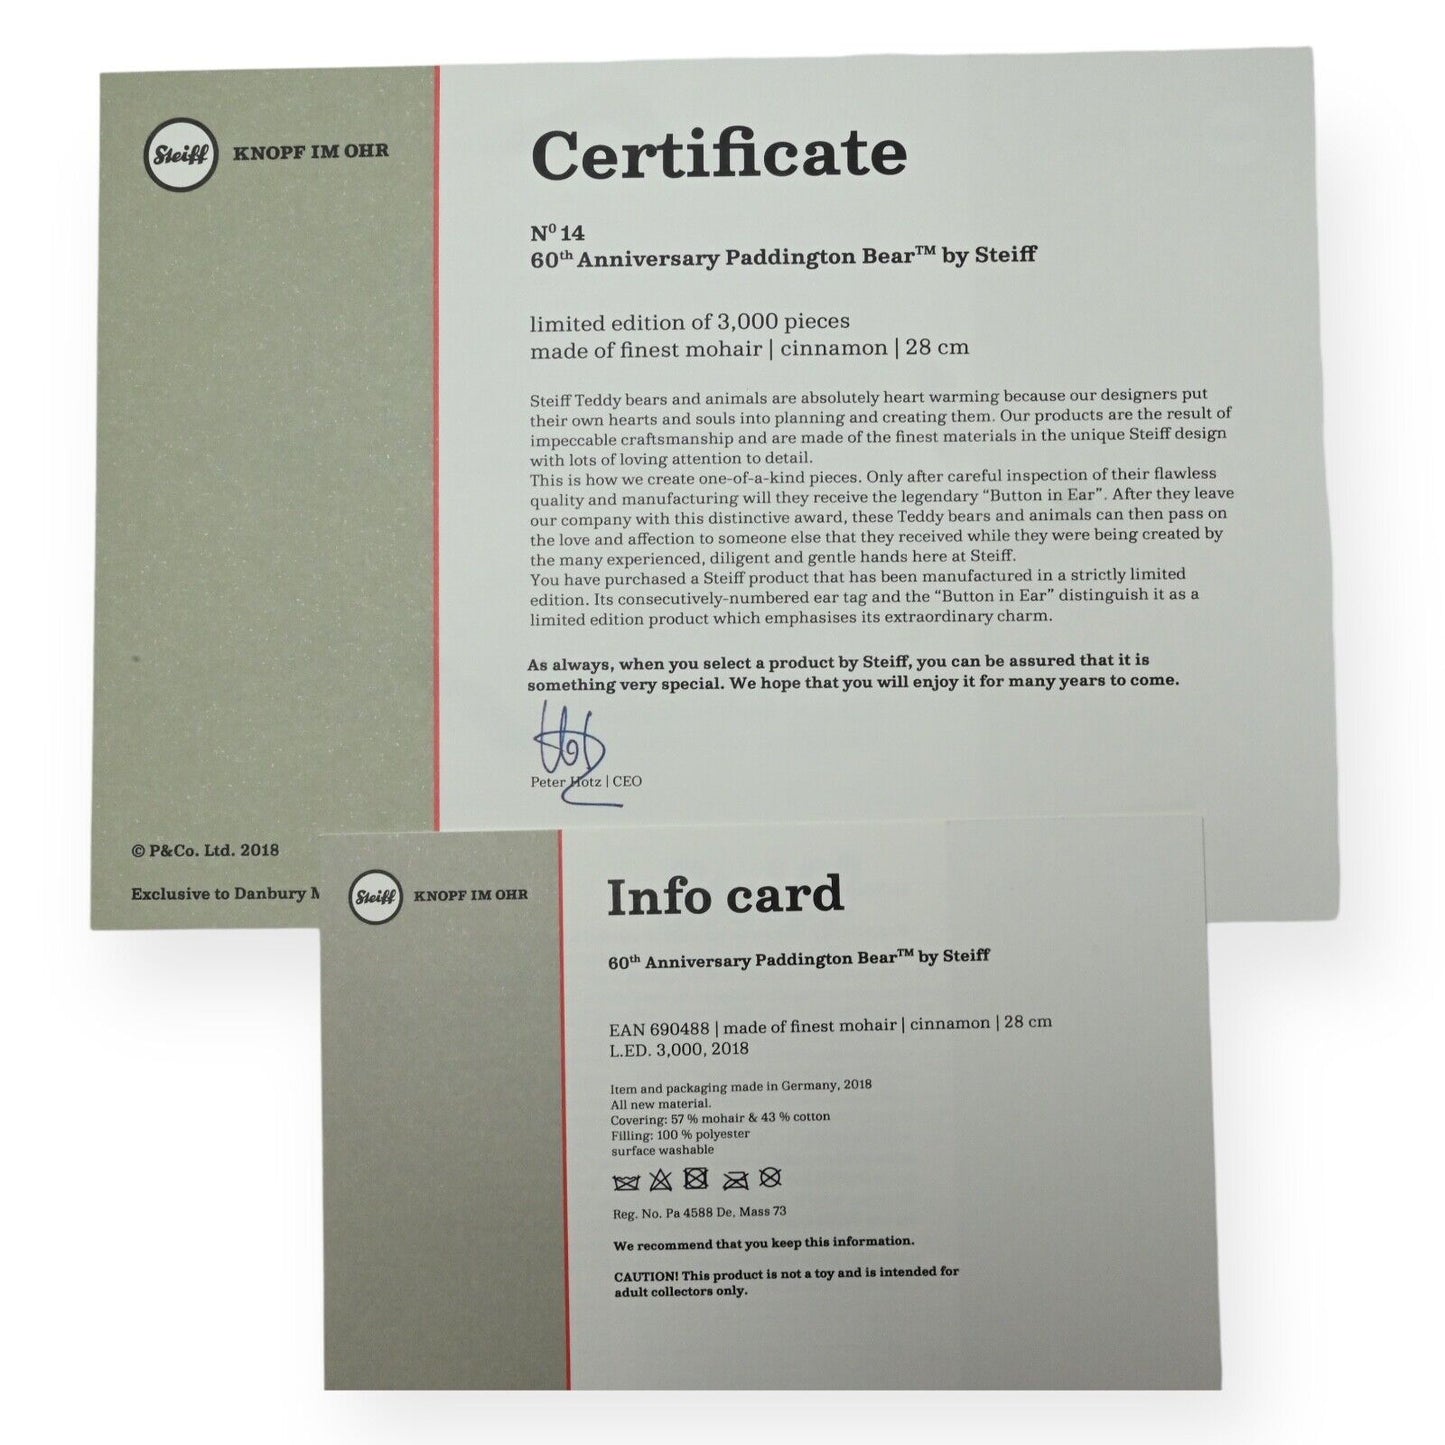 Steiff KNOPF IM OHR
Certificate
Nº 14
60th Anniversary Paddington Bear™ by Steiff
limited edition of 3,000 pieces
made of finest mohair | cinnamon | 28 cm
Steiff Teddy bears and animals are absolutely heart warming because our designers put
their own hearts and souls into planning and creating them. Our products are the result of
impeccable craftsmanship and are made of the finest materials in the unique Steiff design
with lots of loving attention to detail.
This is how we create one-of-a-kind pieces. Only after careful inspection of their flawless
quality and manufacturing will they receive the legendary “Button in Ear”. After they leave
our company with this distinctive award, these Teddy bears and animals can then pass on
the love and affection to someone else that they received while they were being created by
the many experienced, diligent and gentle hands here at Steiff.
You have purchased a Steiff product that has been manufactured in a strictly limited
edition. Its consecutively-numbered ear tag and the “Button in Ear” distinguish it as a
limited edition product which emphasises its extraordinary charm.
As always, when you select a product by Steiff, you can be assured that it is
something very special. We hope that you will enjoy it for many years to come.
Peter Hotz | CEO
© P&Co. Ltd. 2018
Exclusive to Danbury M
Steiff KNOPF IM OHR
Info card
60th Anniversary Paddington Bear™ by Steiff
EAN 690488 | made of finest mohair | cinnamon | 28 cm
L.ED. 3,000, 2018
Item and packaging made in Germany, 2018
All new material.
Covering: 57 % mohair & 43 % cotton
Filling: 100 % polyester
surface washable
Reg. No. Pa 4588 De, Mass 73
We recommend that you keep this information.
CAUTION! This product is not a toy and is intended for
adult collectors only.